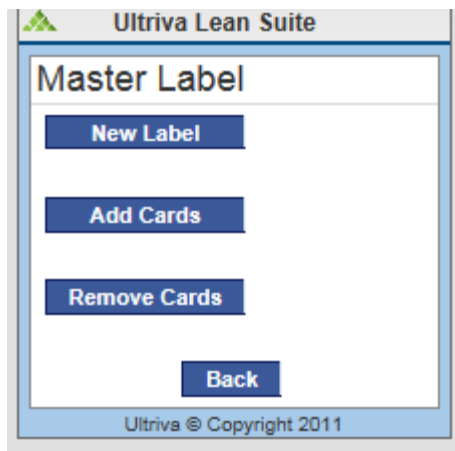 Ultriva Lean Suite
Master Label
New Label
Add Cards
Remove Cards
Back
Ultriva © Copyright 2011